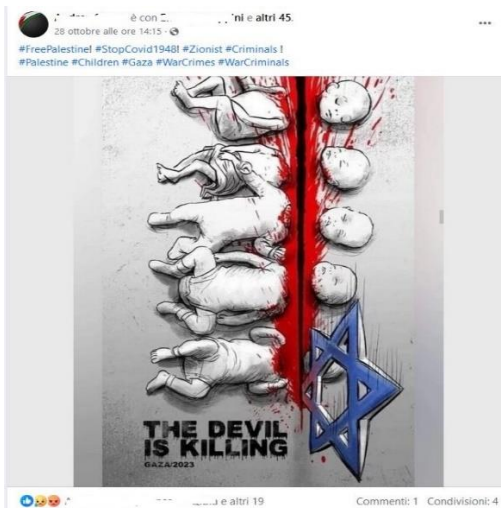 è con
ni e altri 45.
28 ottobre alle ore 14:15 ·
#FreePalestine! #StopCovid1948! #Zionist #Criminals !
#Palestine #Children #Gaza #WarCrimes #WarCriminals
THE DEVIL
IS KILLING
GAZA/2023
e altri 19
Commenti: 1 Condivisioni: 4